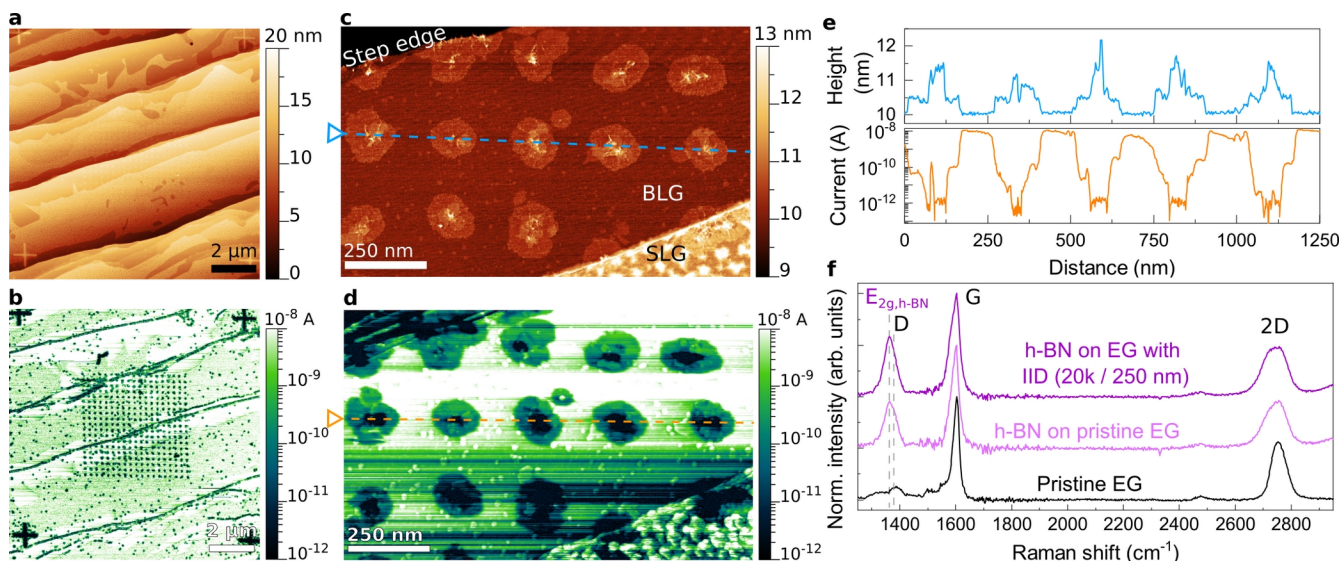 a
20 nm
15
10
5
0
2 μm
b
10⁻⁸ A
10⁻⁹
10⁻¹⁰
10⁻¹¹
10⁻¹²
2 μm
c
Step edge
BLG
SLG
250 nm
13 nm
12
11
10
9
d
10⁻⁸ A
10⁻⁹
10⁻¹⁰
10⁻¹¹
10⁻¹²
250 nm
e
Height
(nm)
12
11
10
Current (A)
10⁻⁸
10⁻¹⁰
10⁻¹²
0 250 500 750 1000 1250
Distance (nm)
f
Norm. intensity (arb. units)
E2g,h-BN
D
G
2D
h-BN on EG with
IID (20k / 250 nm)
h-BN on pristine EG
Pristine EG
1400 1600 1800 2000 2200 2400 2600 2800
Raman shift (cm⁻¹)